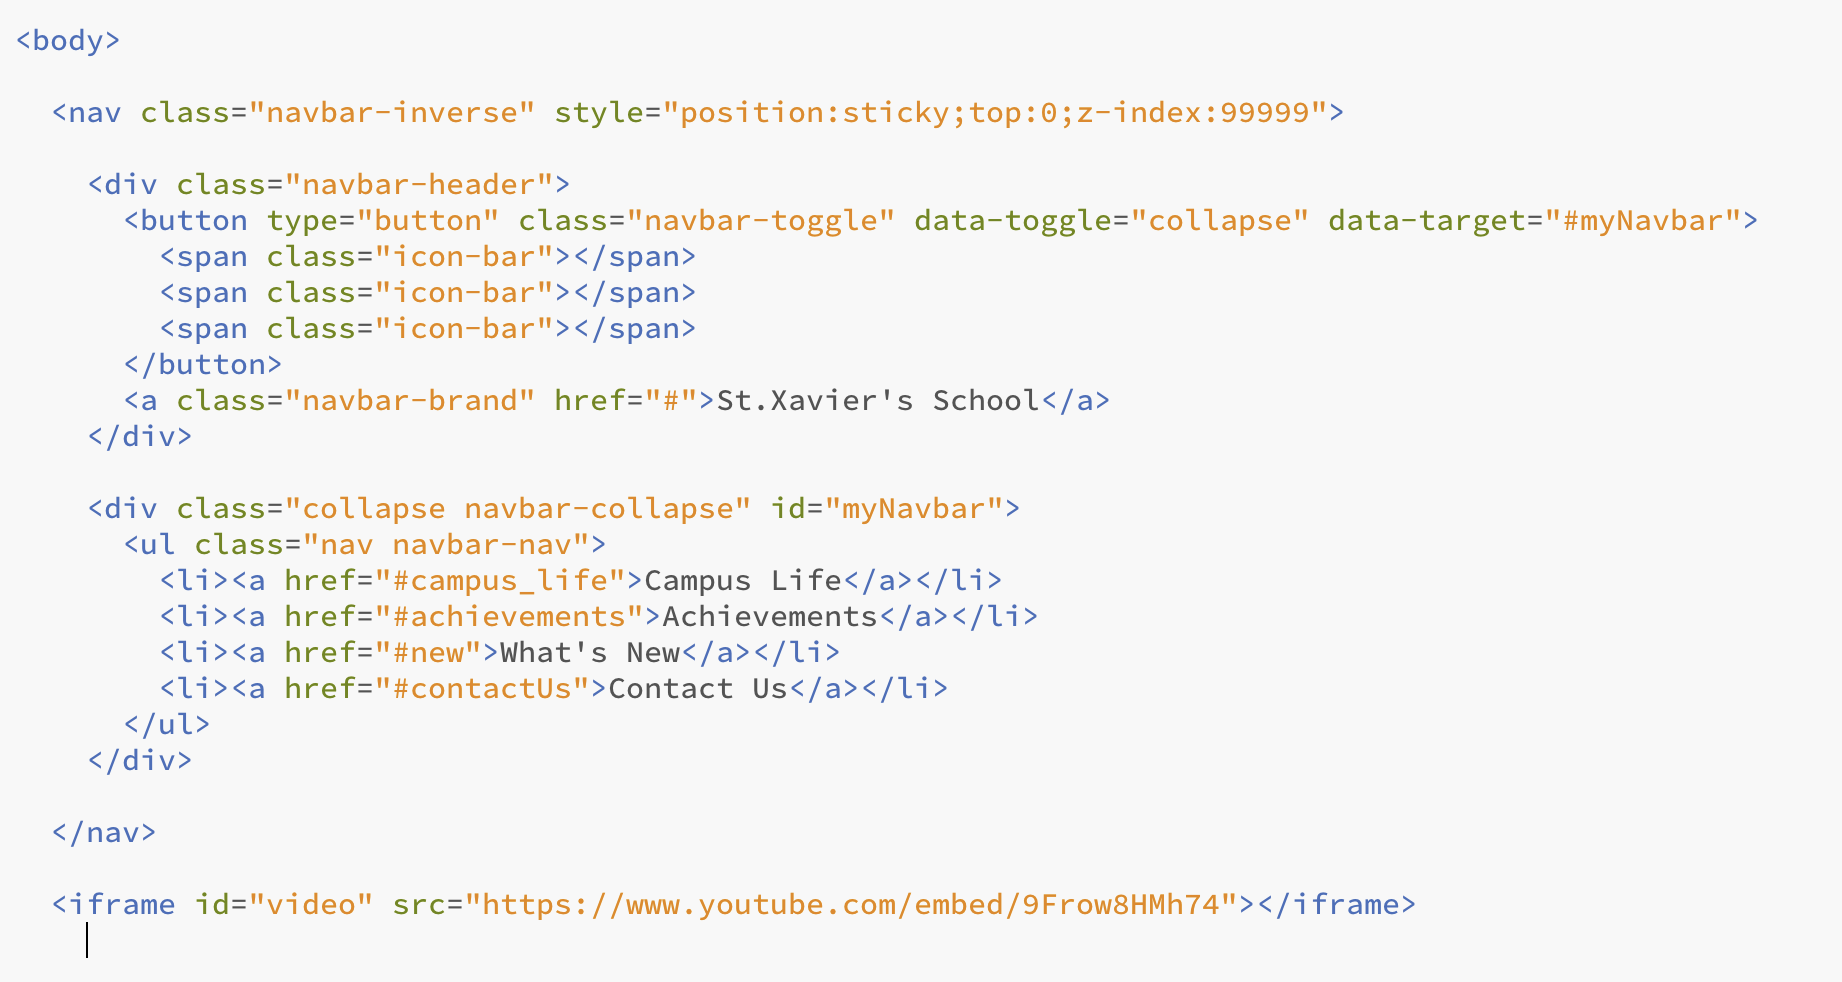 <body>
<nav class="navbar-inverse" style="position:sticky;top:0;z-index:99999">
<div class="navbar-header">
<button type="button" class="navbar-toggle" data-toggle="collapse" data-target="#myNavbar">
<span class="icon-bar"></span>
<span class="icon-bar"></span>
<span class="icon-bar"></span>
</button>
<a class="navbar-brand" href="#">St.Xavier's School</a>
</div>
<div class="collapse navbar-collapse" id="myNavbar">
<ul class="nav navbar-nav">
<li><a href="#campus_life">Campus Life</a></li>
<li><a href="#achievements">Achievements</a></li>
<li><a href="#new">What's New</a></li>
<li><a href="#contactUs">Contact Us</a></li>
</ul>
</div>
</nav>
<iframe id="video" src="https://www.youtube.com/embed/9Frow8HMh74"></iframe>